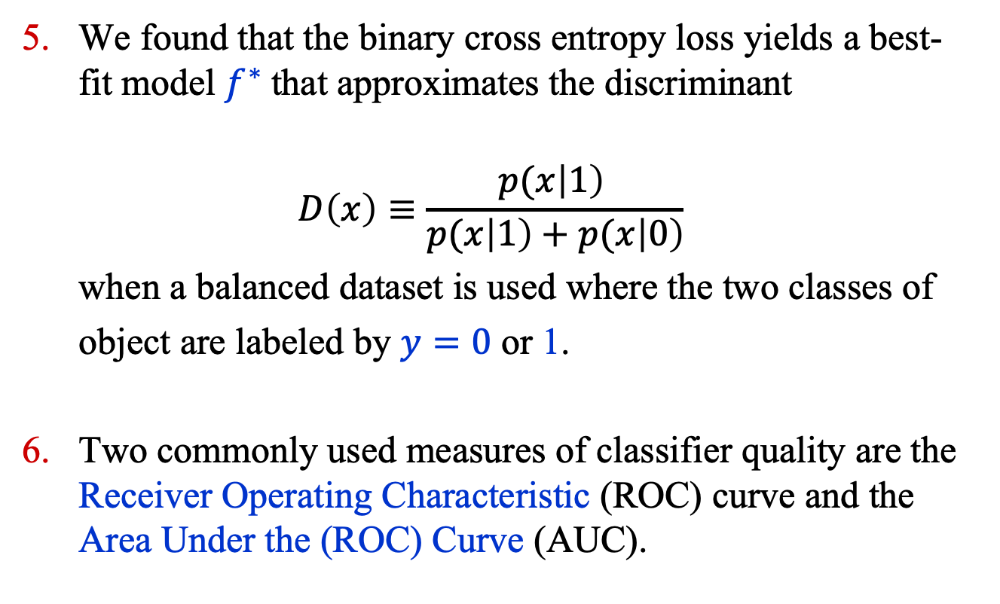 5. We found that the binary cross entropy loss yields a best-
fit model f* that approximates the discriminant
D(x) ≡ p(x|1) / p(x|1) + p(x|0)
when a balanced dataset is used where the two classes of
object are labeled by y = 0 or 1.
6. Two commonly used measures of classifier quality are the
Receiver Operating Characteristic (ROC) curve and the
Area Under the (ROC) Curve (AUC).